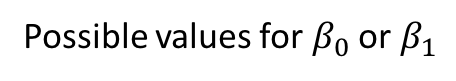 Possible values for β₀ or β₁